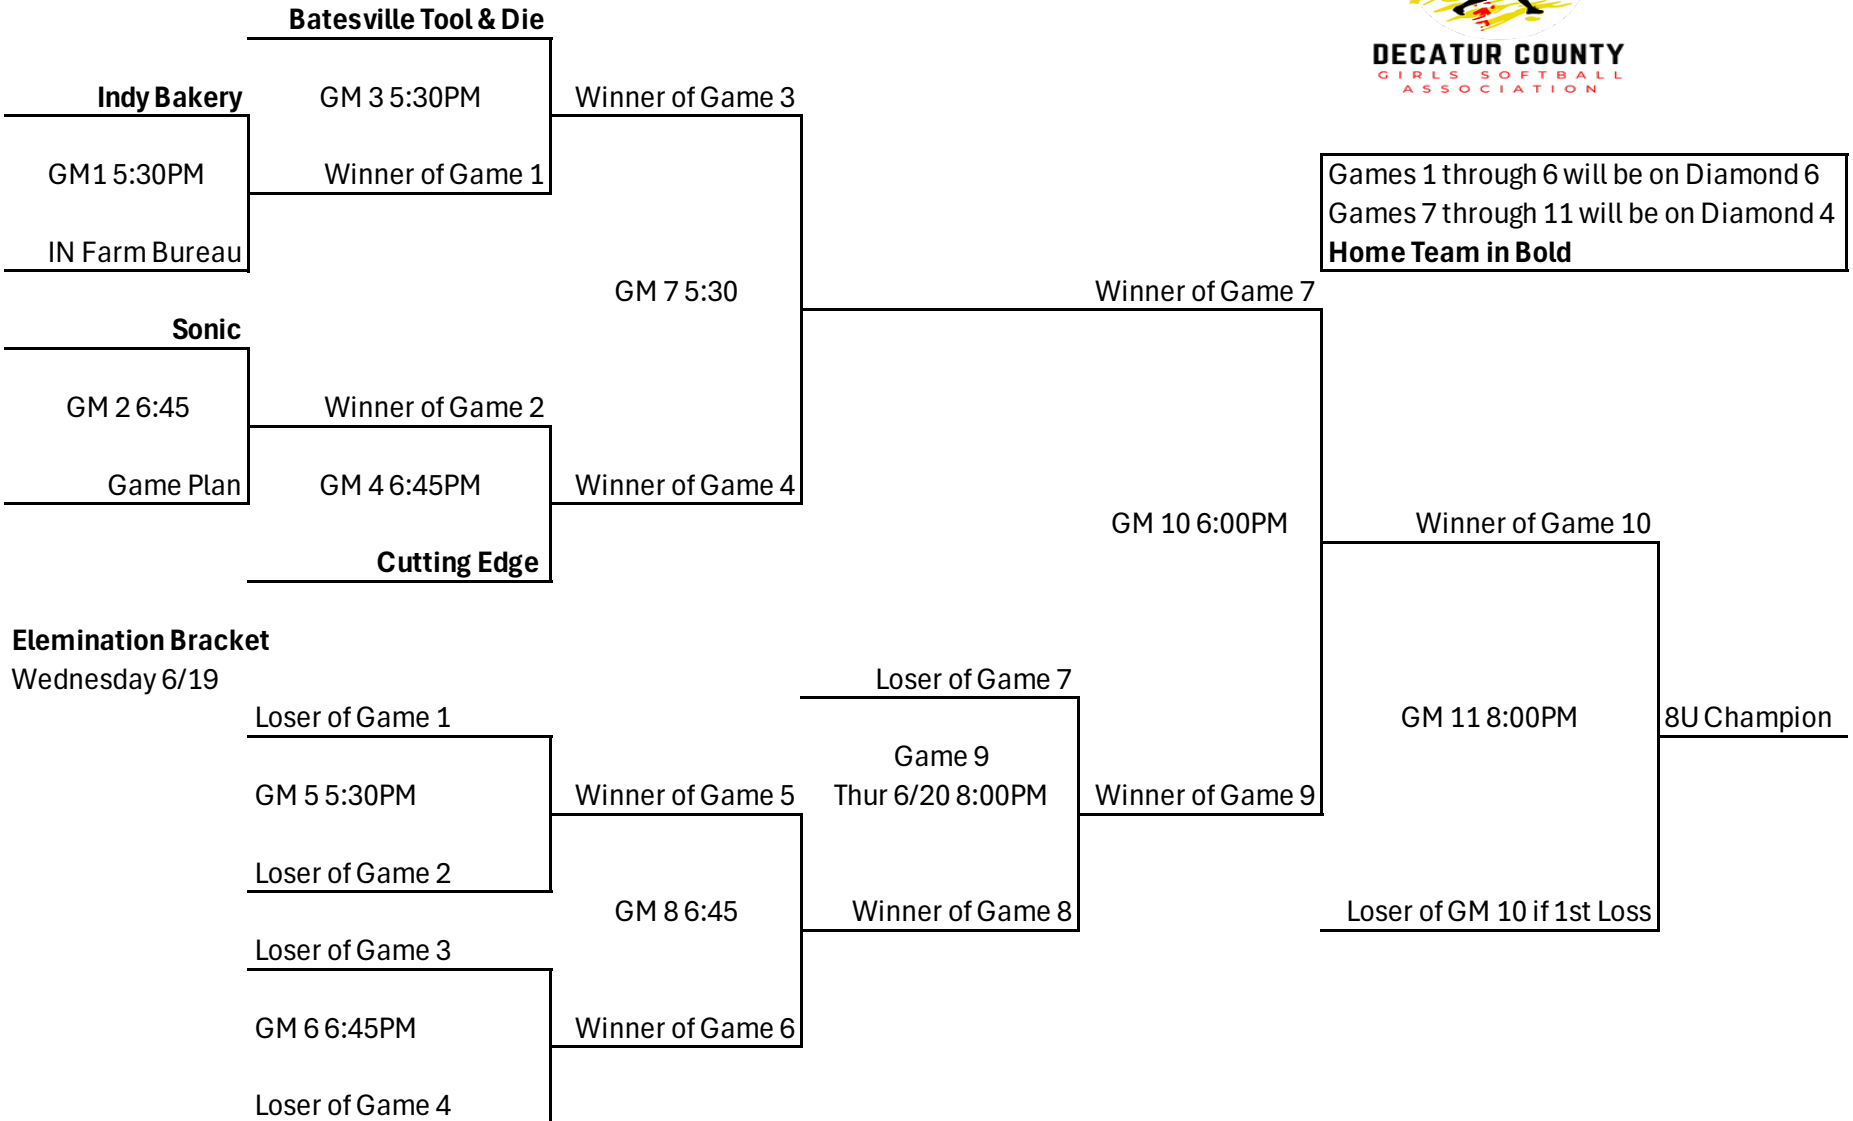 Batesville Tool & Die
DECATUR COUNTY
GIRLS SOFTBALL
ASSOCIATION
Indy Bakery
GM 3 5:30PM
Winner of Game 3
GM1 5:30PM
Winner of Game 1
Games 1 through 6 will be on Diamond 6
Games 7 through 11 will be on Diamond 4
Home Team in Bold
IN Farm Bureau
GM 7 5:30
Winner of Game 7
Sonic
GM 2 6:45
Winner of Game 2
Game Plan
GM 4 6:45PM
Winner of Game 4
GM 10 6:00PM
Winner of Game 10
Cutting Edge
Elemination Bracket
Wednesday 6/19
Loser of Game 7
Loser of Game 1
GM 11 8:00PM
8U Champion
Game 9
GM 5 5:30PM
Winner of Game 5
Thur 6/20 8:00PM
Winner of Game 9
Loser of Game 2
GM 8 6:45
Winner of Game 8
Loser of GM 10 if 1st Loss
Loser of Game 3
GM 6 6:45PM
Winner of Game 6
Loser of Game 4